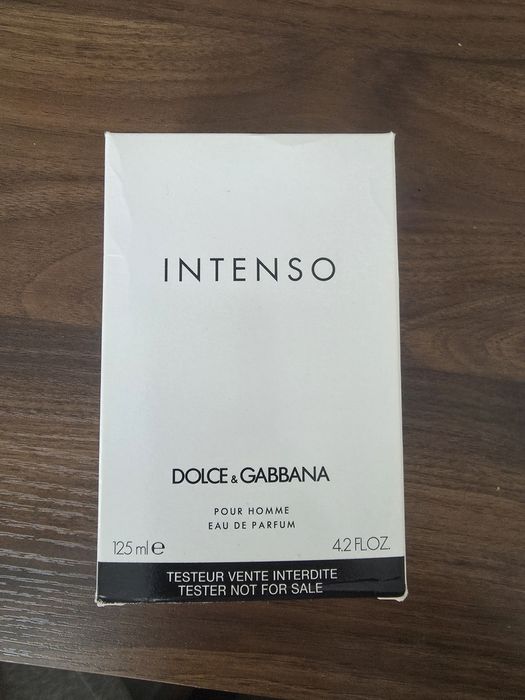 INTENSO
DOLCE & GABBANA
POUR HOMME
EAU DE PARFUM
125 ml ℮ 4.2 FL.OZ.
TESTEUR VENTE INTERDITE
TESTER NOT FOR SALE